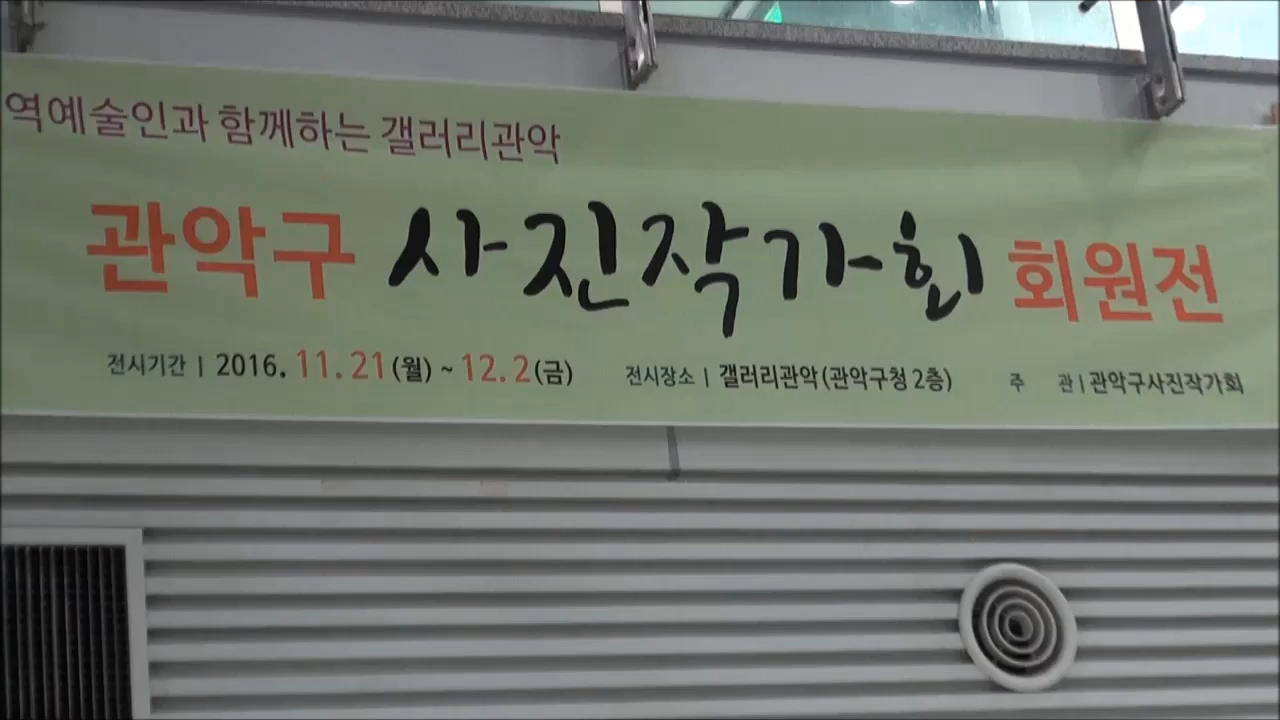 역예술인과 함께하는 갤러리관악
관악구 사진작가회 회원전
전시기간 | 2016. 11. 21(월) ~ 12. 2(금) 전시장소 | 갤러리관악(관악구청 2층) 주 관 | 관악구사진작가회